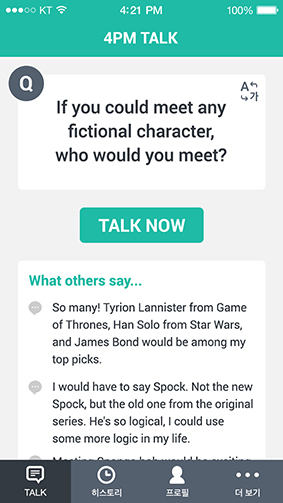 KT 4:21 PM 100%
4PM TALK
Q
A 가
If you could meet any
fictional character,
who would you meet?
TALK NOW
What others say...
So many! Tyrion Lannister from Game
of Thrones, Han Solo from Star Wars,
and James Bond would be among my
top picks.
I would have to say Spock. Not the new
Spock, but the old one from the original
series. He's so logical, I could use
some more logic in my life.
TALK 히스토리 프로필 더 보기